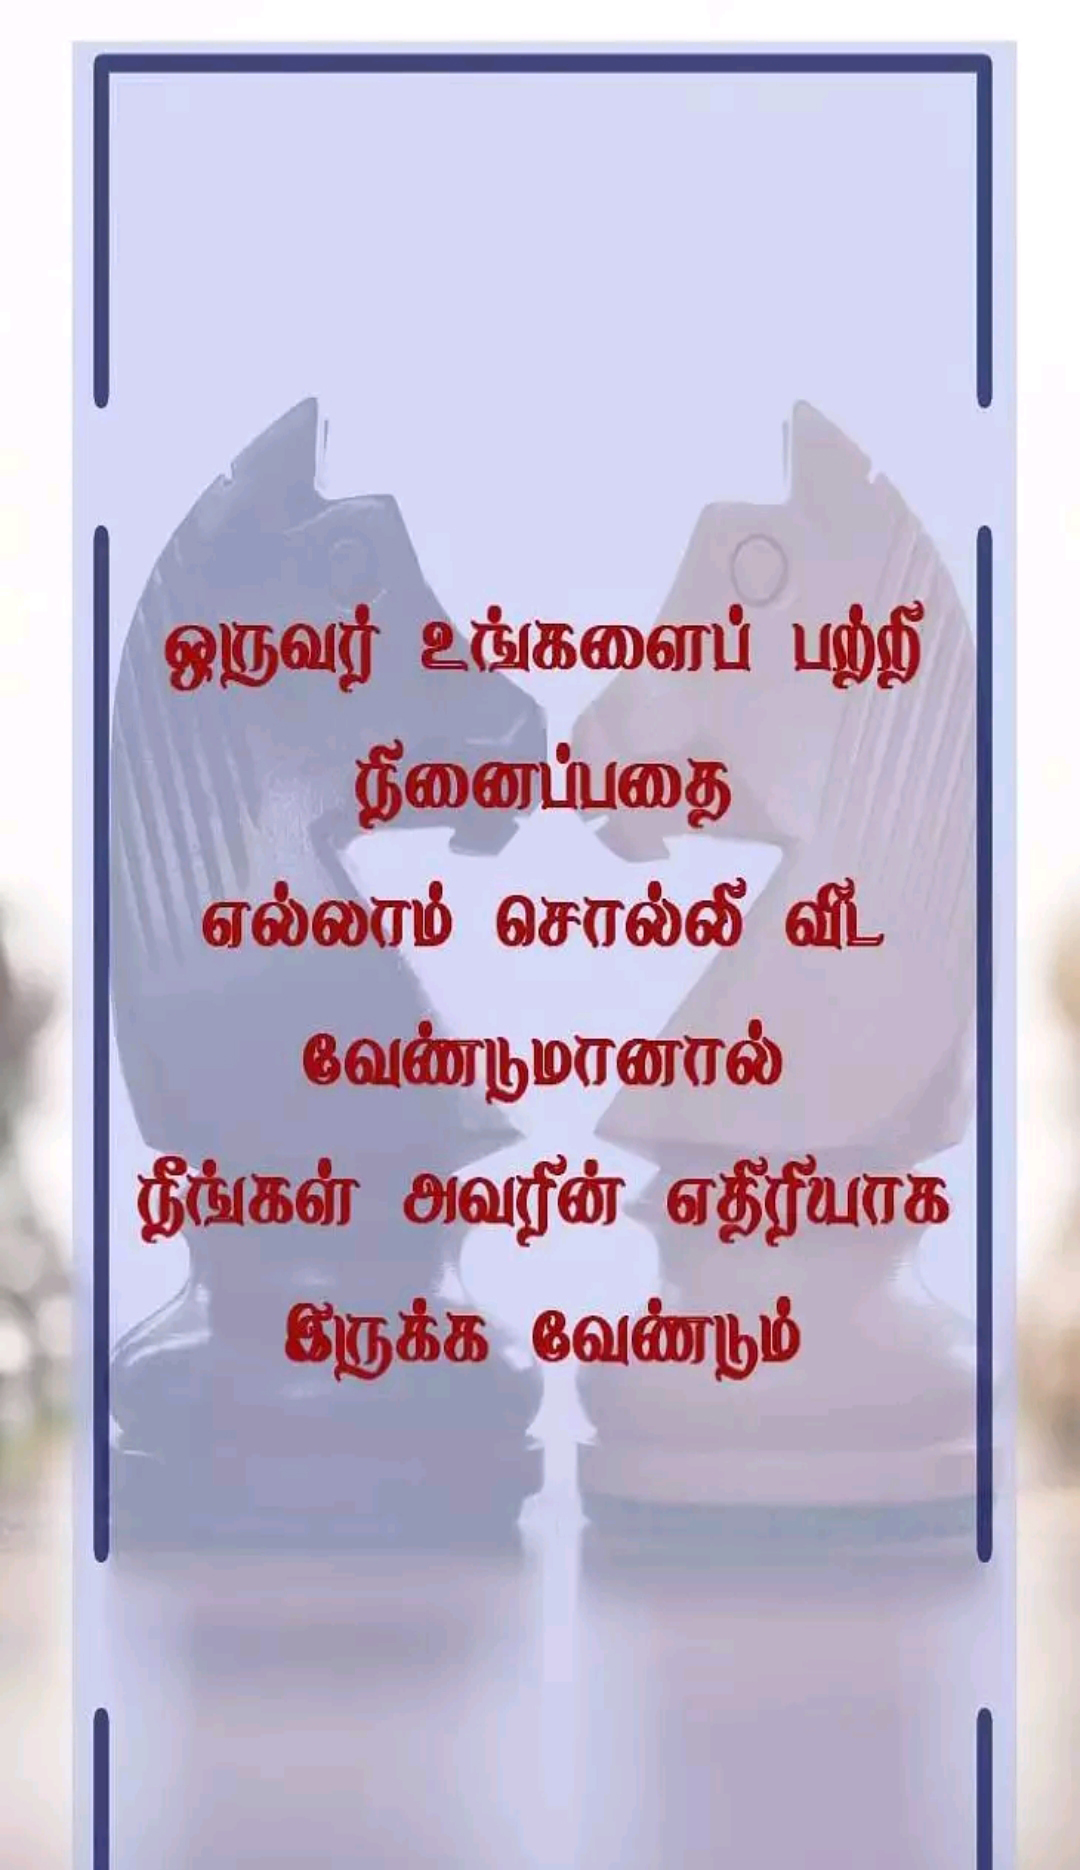 ஒருவர் உங்களைப் பற்றி
நினைப்பதை
எல்லாம் சொல்லி விட
வேண்டுமானால்
நீங்கள் அவரின் எதிரியாக
இருக்க வேண்டும்